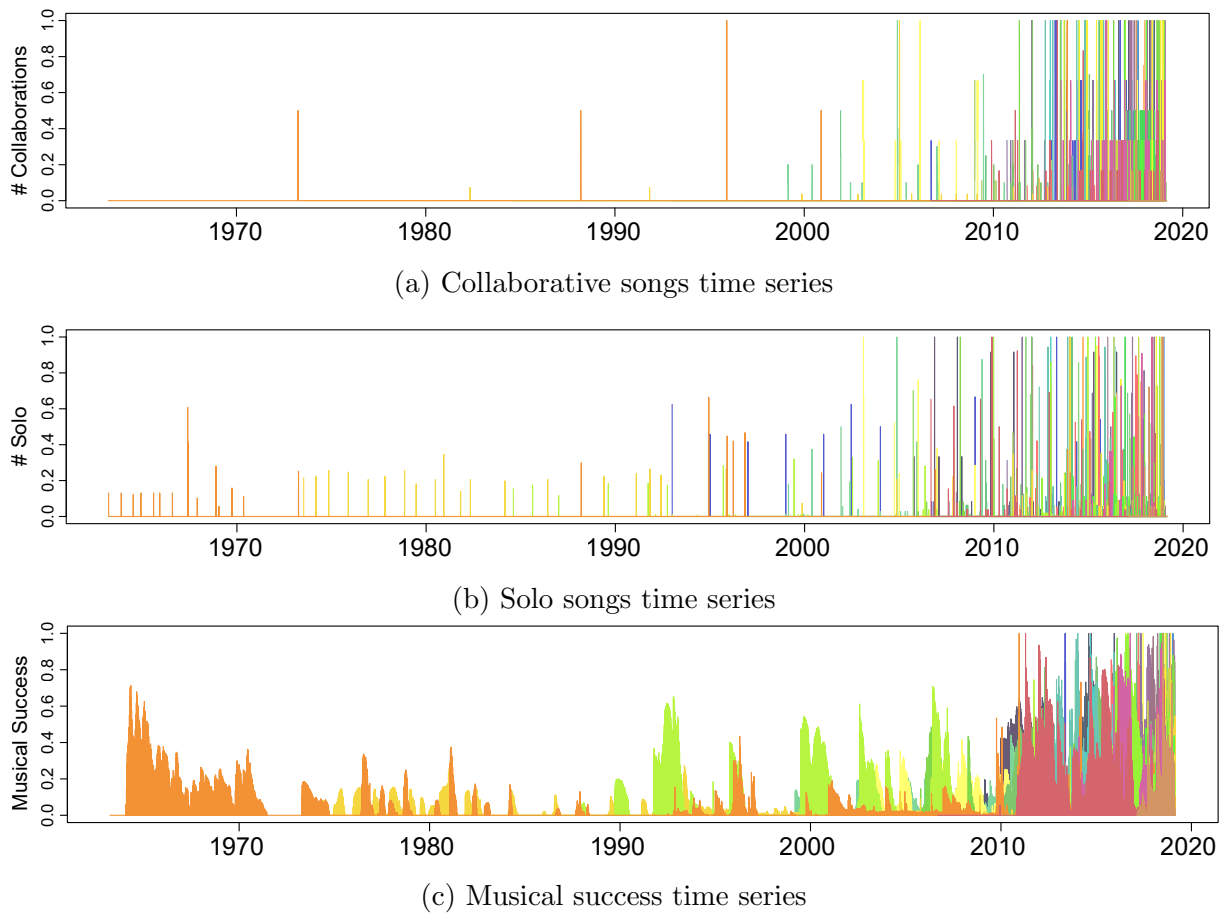 # Collaborations
0.0 0.2 0.4 0.6 0.8 1.0
1970 1980 1990 2000 2010 2020
(a) Collaborative songs time series
# Solo
0.0 0.2 0.4 0.6 0.8 1.0
1970 1980 1990 2000 2010 2020
(b) Solo songs time series
Musical Success
0.0 0.2 0.4 0.6 0.8 1.0
1970 1980 1990 2000 2010 2020
(c) Musical success time series